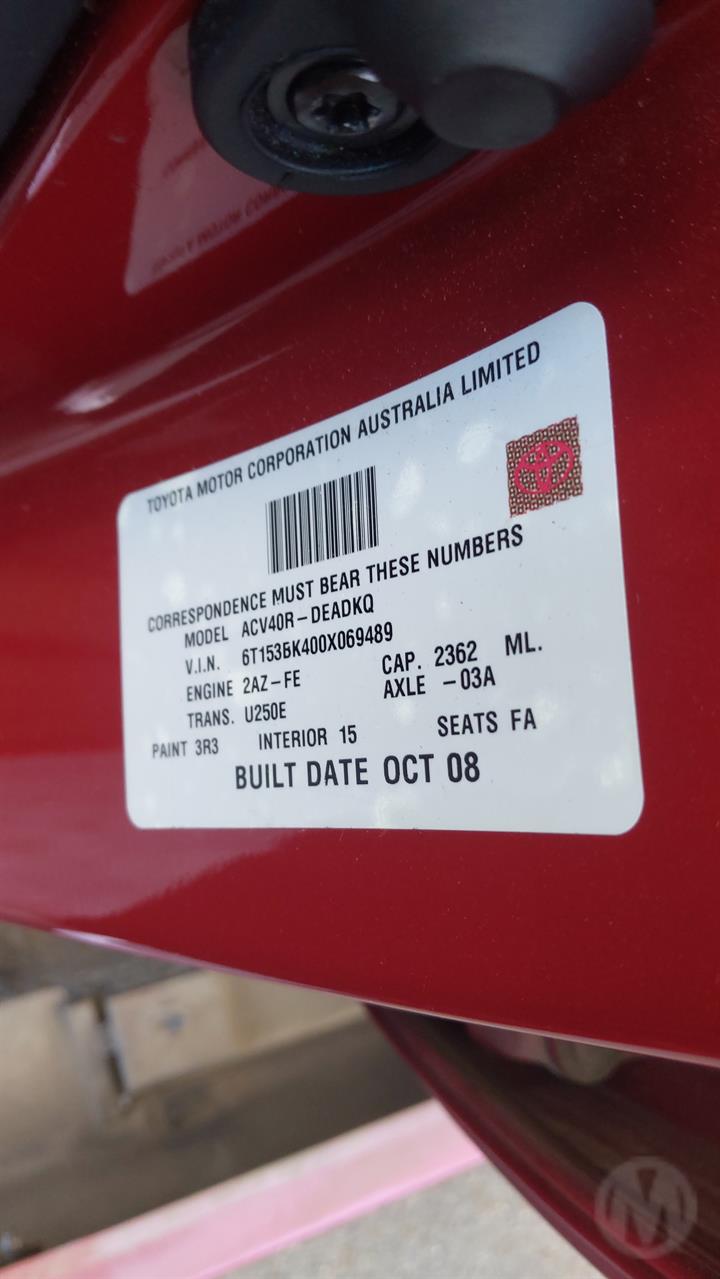 TOYOTA MOTOR CORPORATION AUSTRALIA LIMITED
CORRESPONDENCE MUST BEAR THESE NUMBERS
MODEL ACV40R-DEADKQ
V.I.N. 6T153BK400X069489
ENGINE 2AZ-FE CAP. 2362 ML.
TRANS. U250E AXLE -03A
PAINT 3R3 INTERIOR 15 SEATS FA
BUILT DATE OCT 08
M